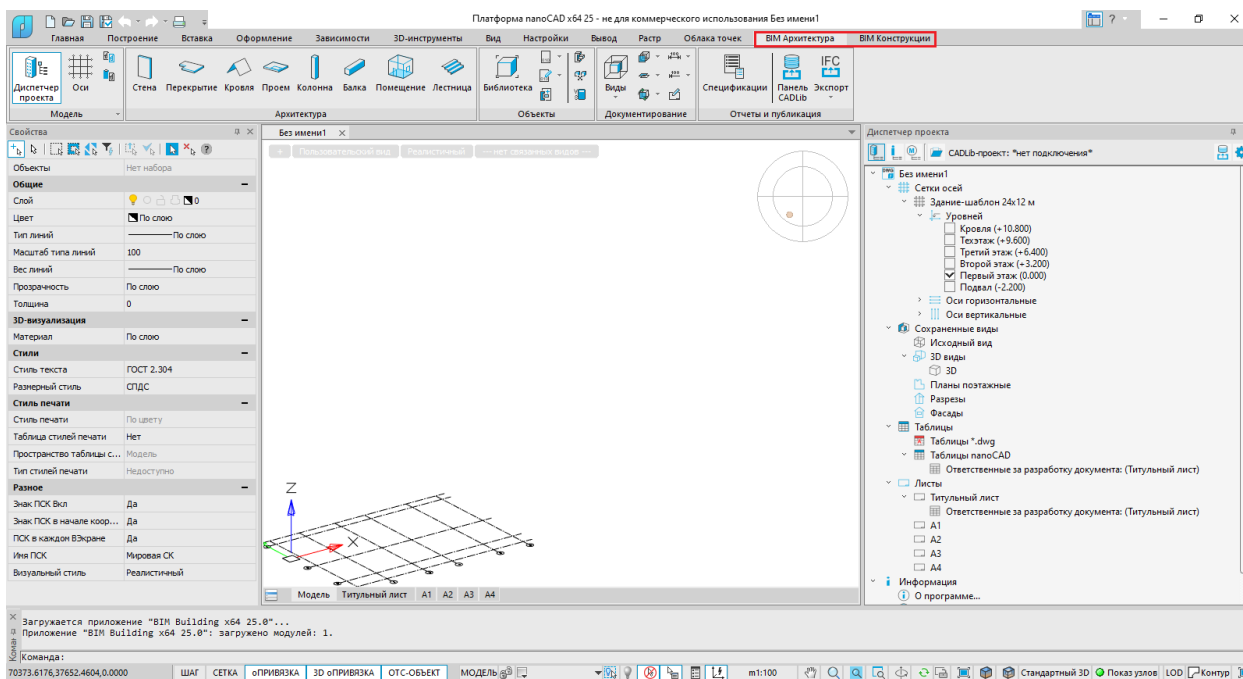 Платформа nanoCAD x64 25 - не для коммерческого использования Без имени1
?
Главная Построение Вставка Оформление Зависимости 3D-инструменты Вид Настройки Вывод Растр Облака точек BIM Архитектура BIM Конструкции
Диспетчер проекта
Оси
Стена Перекрытие Кровля Проем Колонна Балка Помещение Лестница
Библиотека
Виды
Спецификации
Панель CADLib
IFC
Экспорт
Модель Архитектура Объекты Документирование Отчеты и публикация
Свойства
Объекты Нет набора
Общие
Слой 0
Цвет По слою
Тип линий По слою
Масштаб типа линий 100
Вес линий По слою
Прозрачность По слою
Толщина 0
3D-визуализация
Материал По слою
Стили
Стиль текста ГОСТ 2.304
Размерный стиль СПДС
Стиль печати
Стиль печати По цвету
Таблица стилей печати Нет
Пространство таблицы с... Модель
Тип стилей печати Недоступно
Разное
Знак ПСК Вкл Да
Знак ПСК в начале коор... Да
ПСК в каждом ВЭкране Да
Имя ПСК Мировая СК
Визуальный стиль Реалистичный
Без имени1
+ Пользовательский вид Реалистичный --- нет связанных видов ---
Z
X
Модель Титульный лист A1 A2 A3 A4
Диспетчер проекта
CADLib-проект: *нет подключения*
Без имени1
Сетки осей
Здание-шаблон 24x12 м
Уровней
Кровля (+10.800)
Техэтаж (+9.600)
Третий этаж (+6.400)
Второй этаж (+3.200)
Первый этаж (0.000)
Подвал (-2.200)
Оси горизонтальные
Оси вертикальные
Сохраненные виды
Исходный вид
3D виды
3D
Планы поэтажные
Разрезы
Фасады
Таблицы
Таблицы *.dwg
Таблицы nanoCAD
Ответственные за разработку документа: (Титульный лист)
Листы
Титульный лист
Ответственные за разработку документа: (Титульный лист)
A1
A2
A3
A4
Информация
О программе...
Загружается приложение "BIM Building x64 25.0"...
Приложение "BIM Building x64 25.0": загружено модулей: 1.
Команда:
70373.6176,37652.4604,0.0000 ШАГ СЕТКА оПРИВЯЗКА 3D оПРИВЯЗКА ОТС-ОБЪЕКТ МОДЕЛЬ m1:100 Стандартный 3D Показ узлов LOD Контур